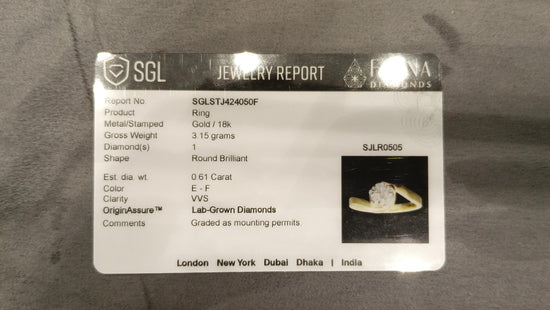 SGL
JEWELRY REPORT
DIAMONDS
Report No SGLSTJ424050F
Product Ring
Metal/Stamped Gold / 18k
Gross Weight 3.15 grams
Diamond(s) 1
Shape Round Brilliant
Est. dia. wt. 0.61 Carat
Color E - F
Clarity VVS
OriginAssure™ Lab-Grown Diamonds
Comments Graded as mounting permits
SJLR0505
London New York Dubai Dhaka | India